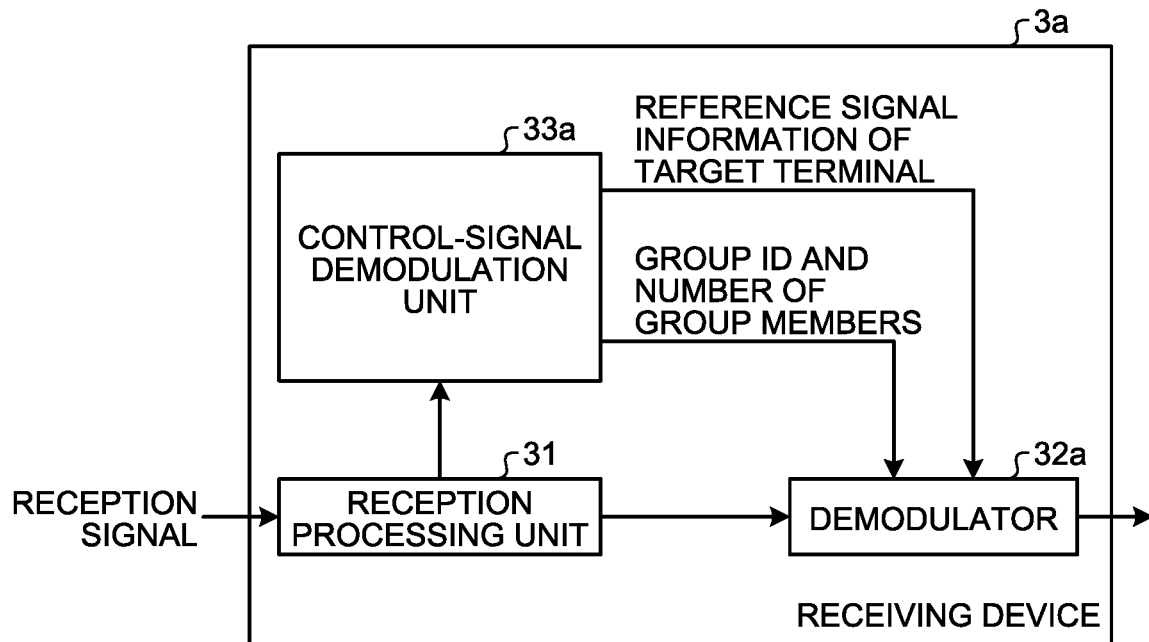 3a
33a
REFERENCE SIGNAL
INFORMATION OF
TARGET TERMINAL
CONTROL-SIGNAL
DEMODULATION
UNIT
GROUP ID AND
NUMBER OF
GROUP MEMBERS
31
32a
RECEPTION
SIGNAL
RECEPTION
PROCESSING UNIT
DEMODULATOR
RECEIVING DEVICE